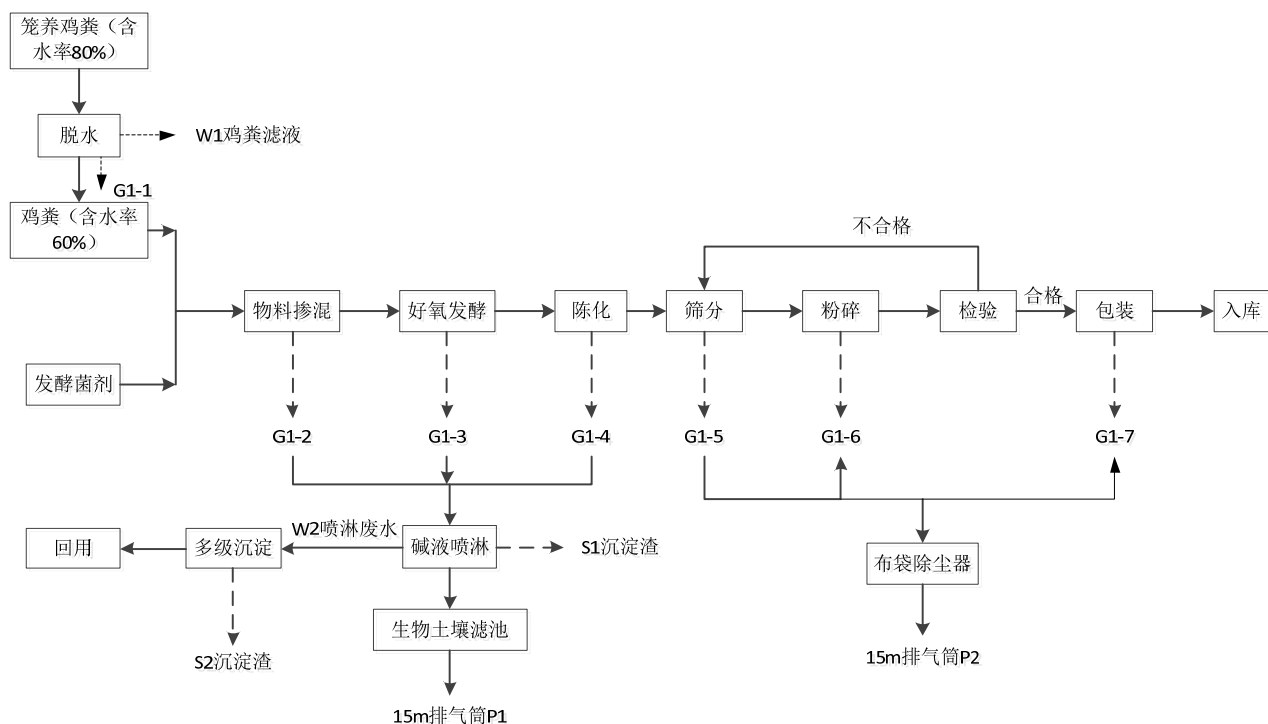 笼养鸡粪（含
水率80%）
脱水
W1鸡粪滤液
G1-1
鸡粪（含水率
60%）
不合格
物料掺混
好氧发酵
陈化
筛分
粉碎
检验
合格
包装
入库
发酵菌剂
G1-2
G1-3
G1-4
G1-5
G1-6
G1-7
回用
多级沉淀
W2喷淋废水
碱液喷淋
S1沉淀渣
布袋除尘器
生物土壤滤池
S2沉淀渣
15m排气筒P2
15m排气筒P1